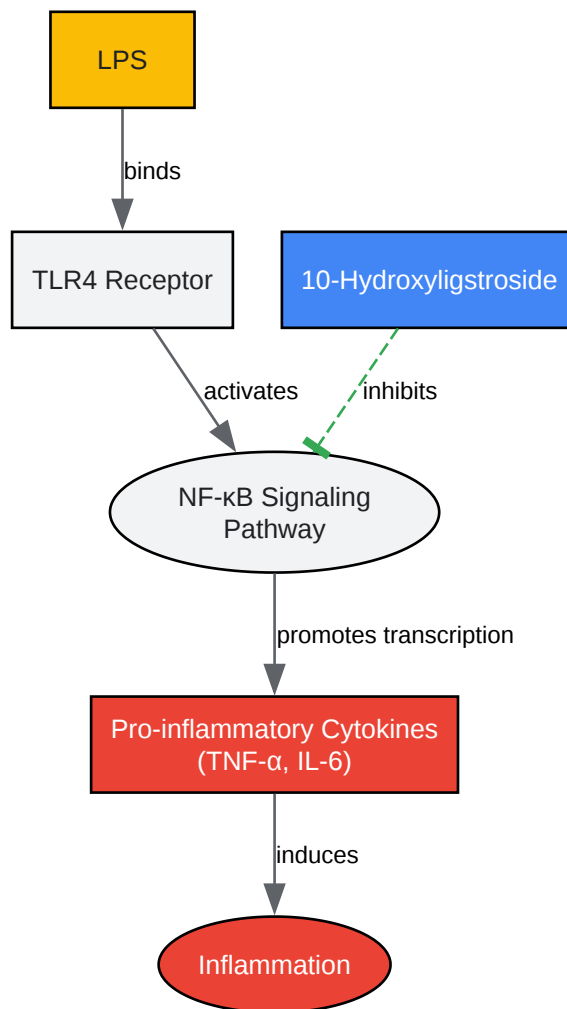 LPS
binds
TLR4 Receptor
10-Hydroxyligstroside
activates
inhibits
NF-κB Signaling
Pathway
promotes transcription
Pro-inflammatory Cytokines
(TNF-α, IL-6)
induces
Inflammation